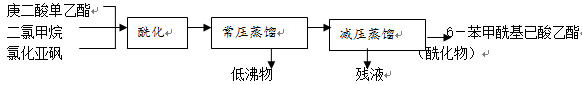 庚二酸单乙酯
二氯甲烷
氯化亚砜
酰化
常压蒸馏
减压蒸馏
6－苯甲酰基已酸乙酯
（酰化物）
低沸物
残液